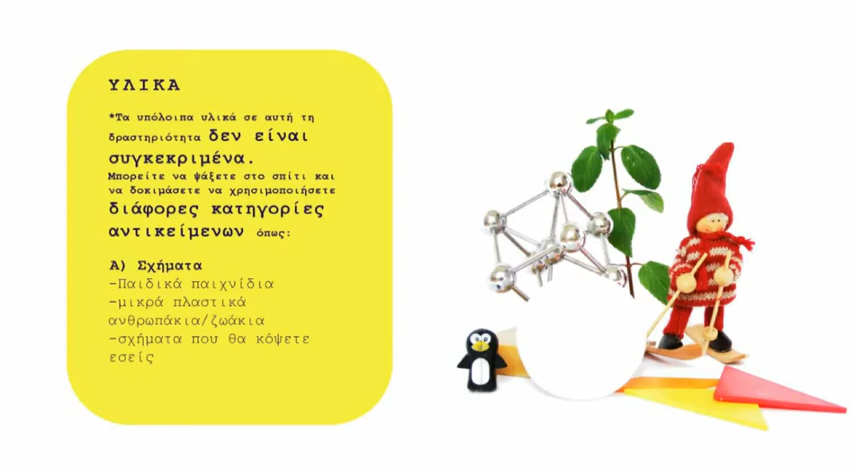 ΥΛΙΚΑ
*Τα υπόλοιπα υλικά σε αυτή τη
δραστηριότητα δεν είναι
συγκεκριμένα.
Μπορείτε να ψάξετε στο σπίτι και
να δοκιμάσετε να χρησιμοποιήσετε
διάφορες κατηγορίες
αντικείμενων όπως:
Α) Σχήματα
-Παιδικά παιχνίδια
-μικρά πλαστικά
ανθρωπάκια/ζωάκια
-σχήματα που θα κόψετε
εσείς